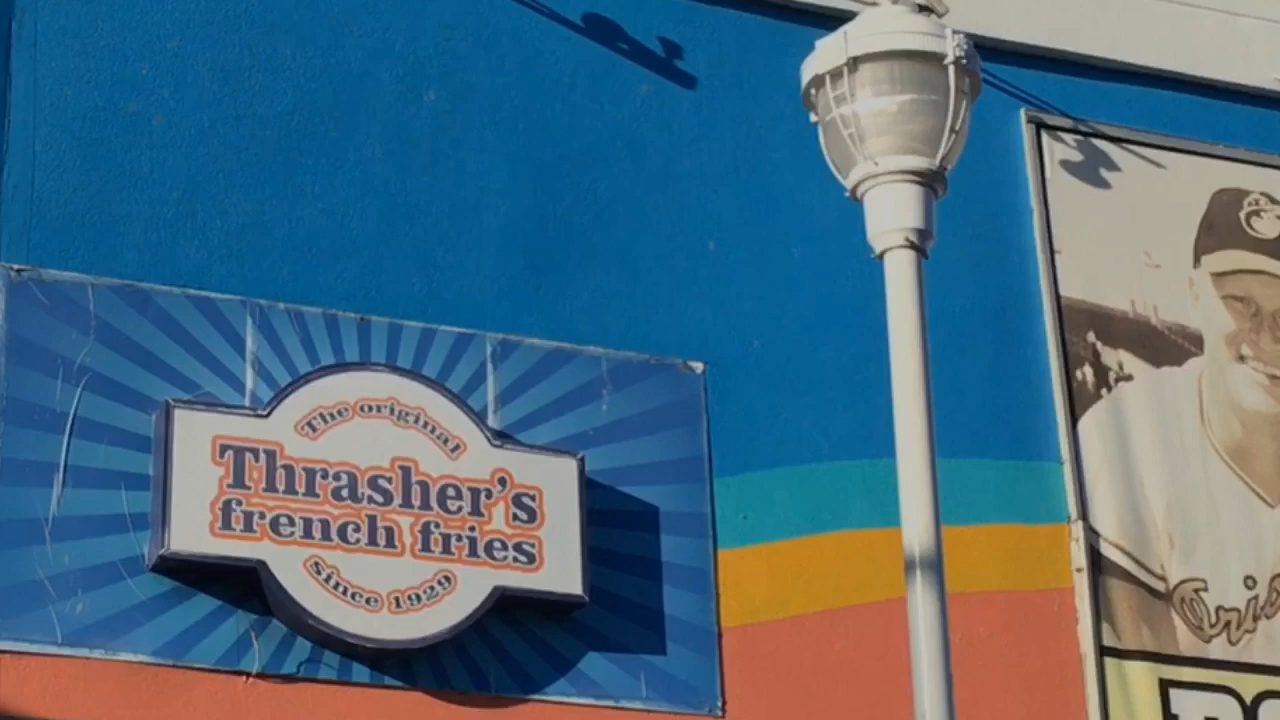 The original
Thrasher's
french fries
since 1929